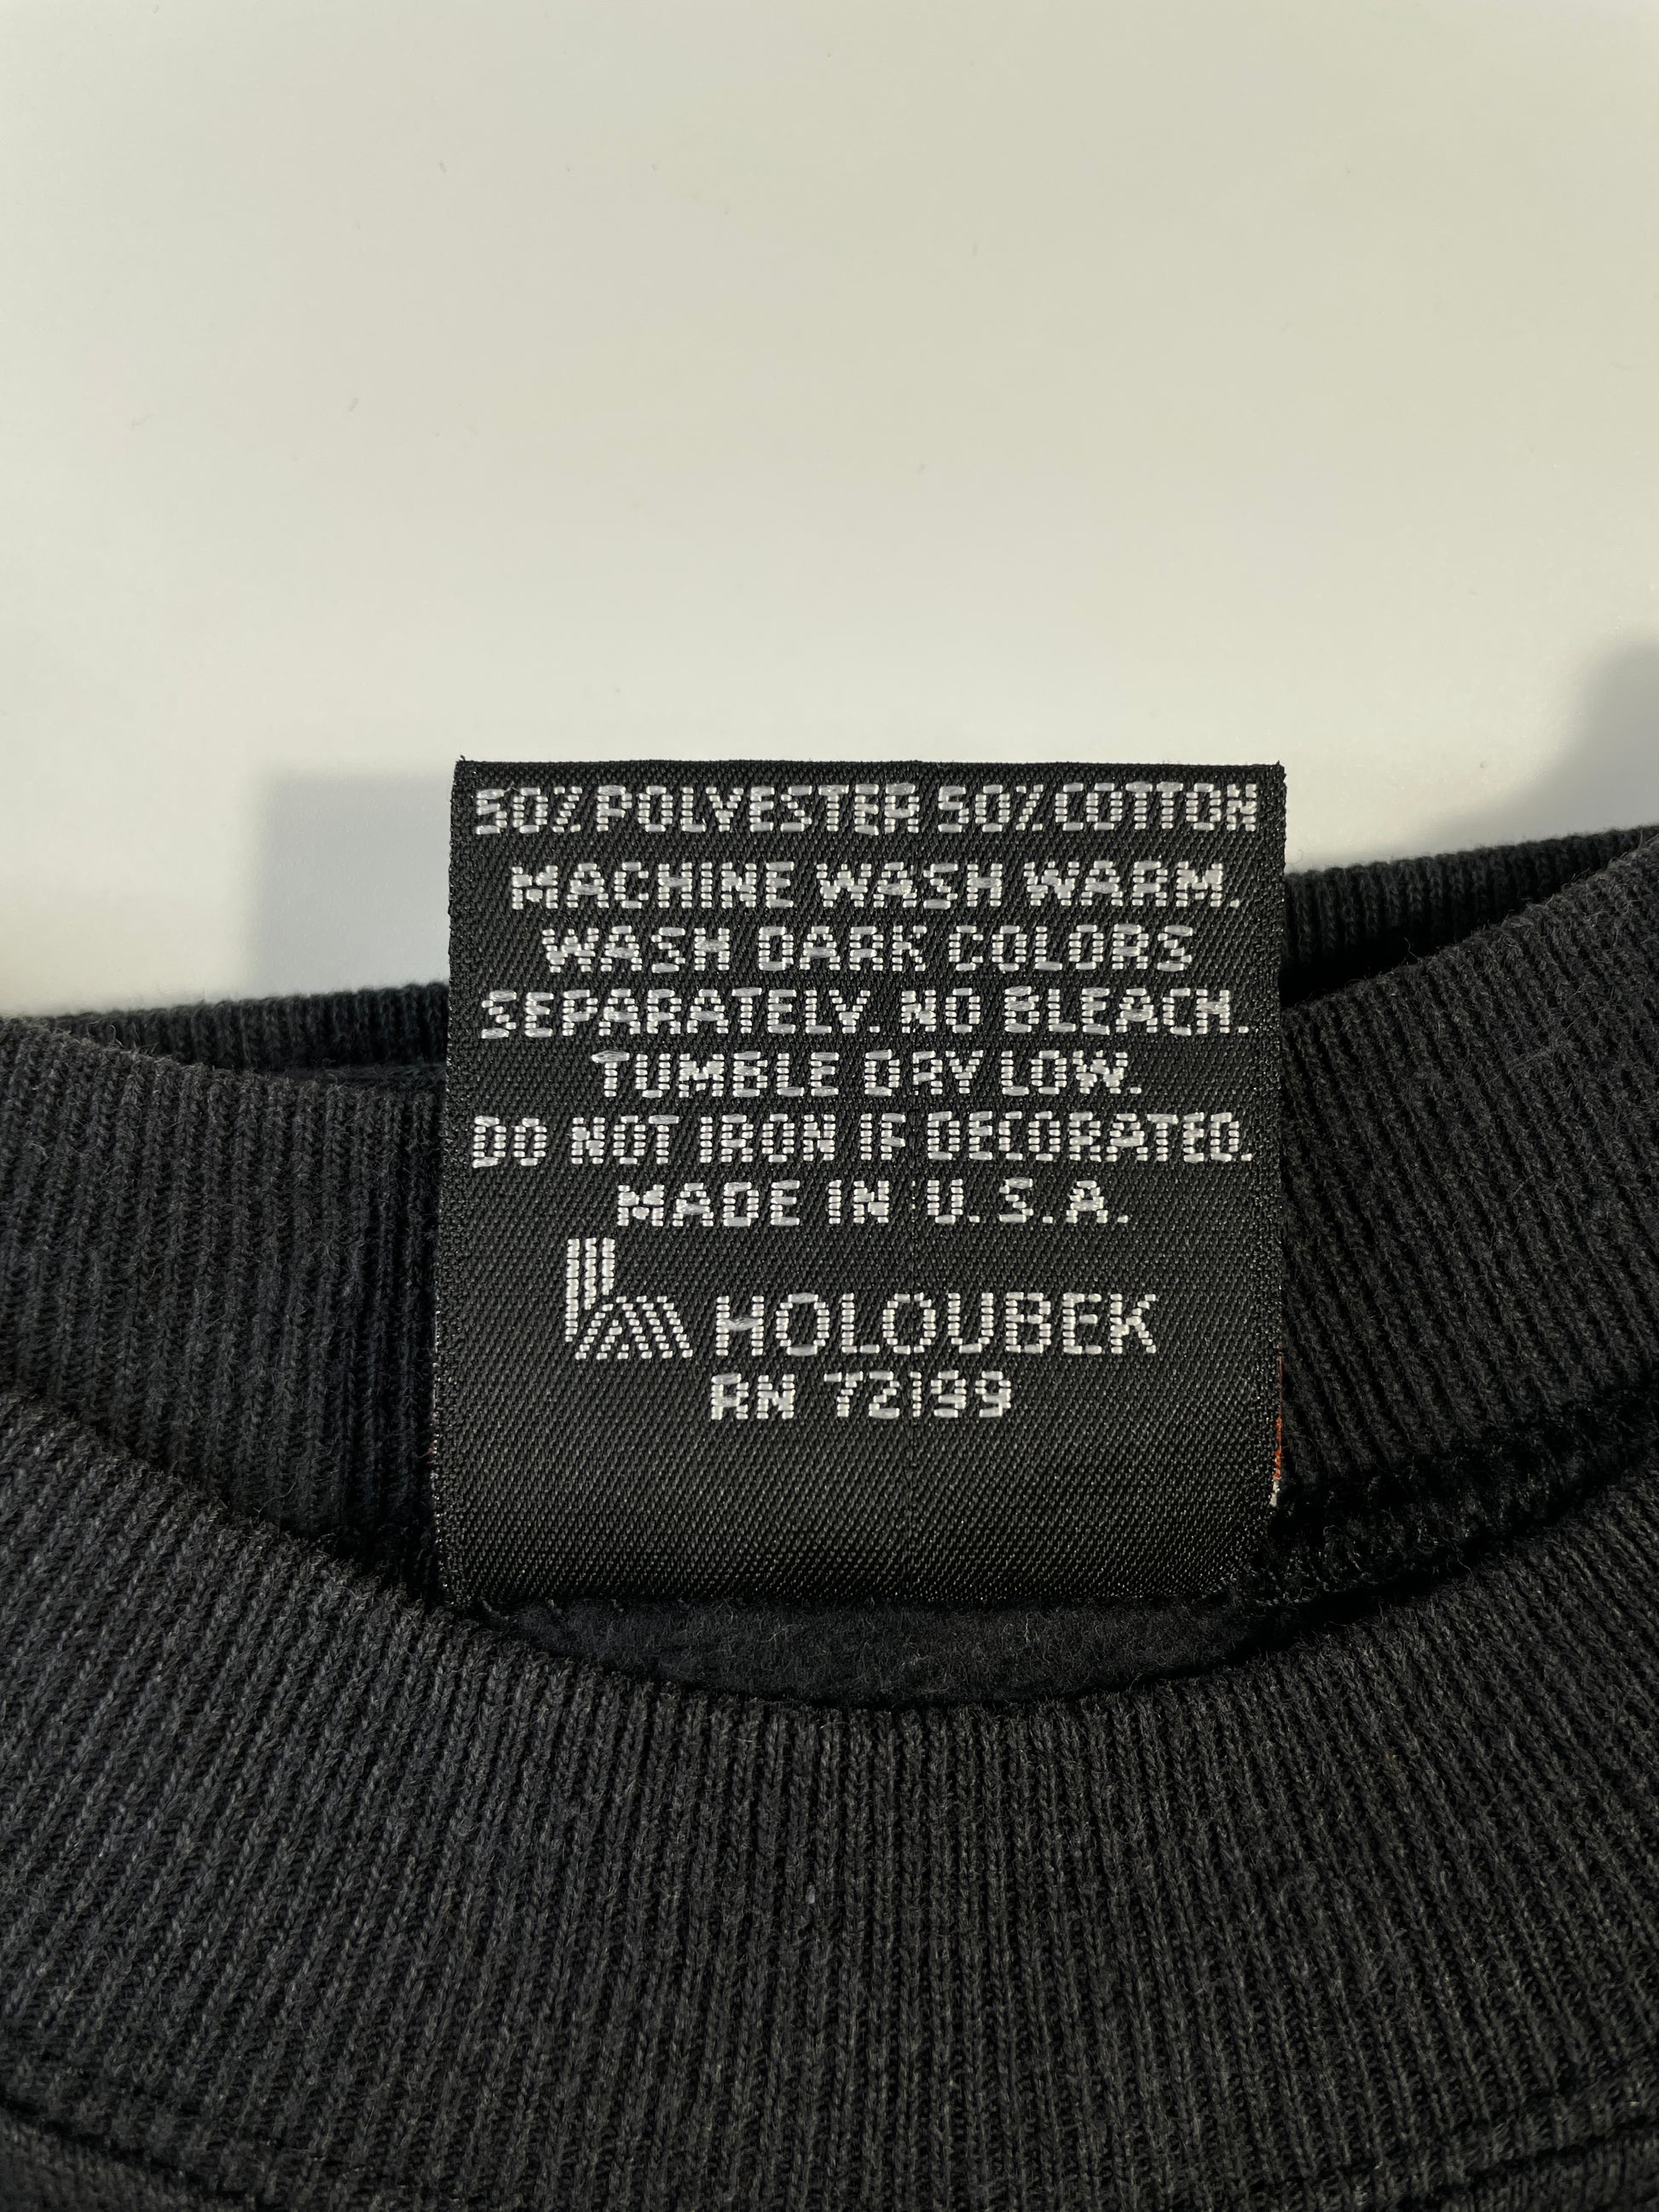 50% POLYESTER 50% COTTON
MACHINE WASH WARM.
WASH DARK COLORS
SEPARATELY. NO BLEACH.
TUMBLE DRY LOW.
DO NOT IRON IF DECORATED.
MADE IN U.S.A.
HOLOUBEK
RN 72199